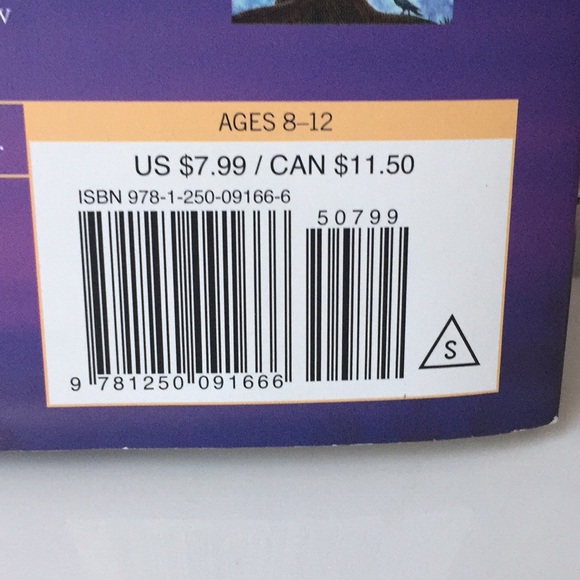 AGES 8–12
US $7.99 / CAN $11.50
ISBN 978-1-250-09166-6
50799
9 781250 091666
S